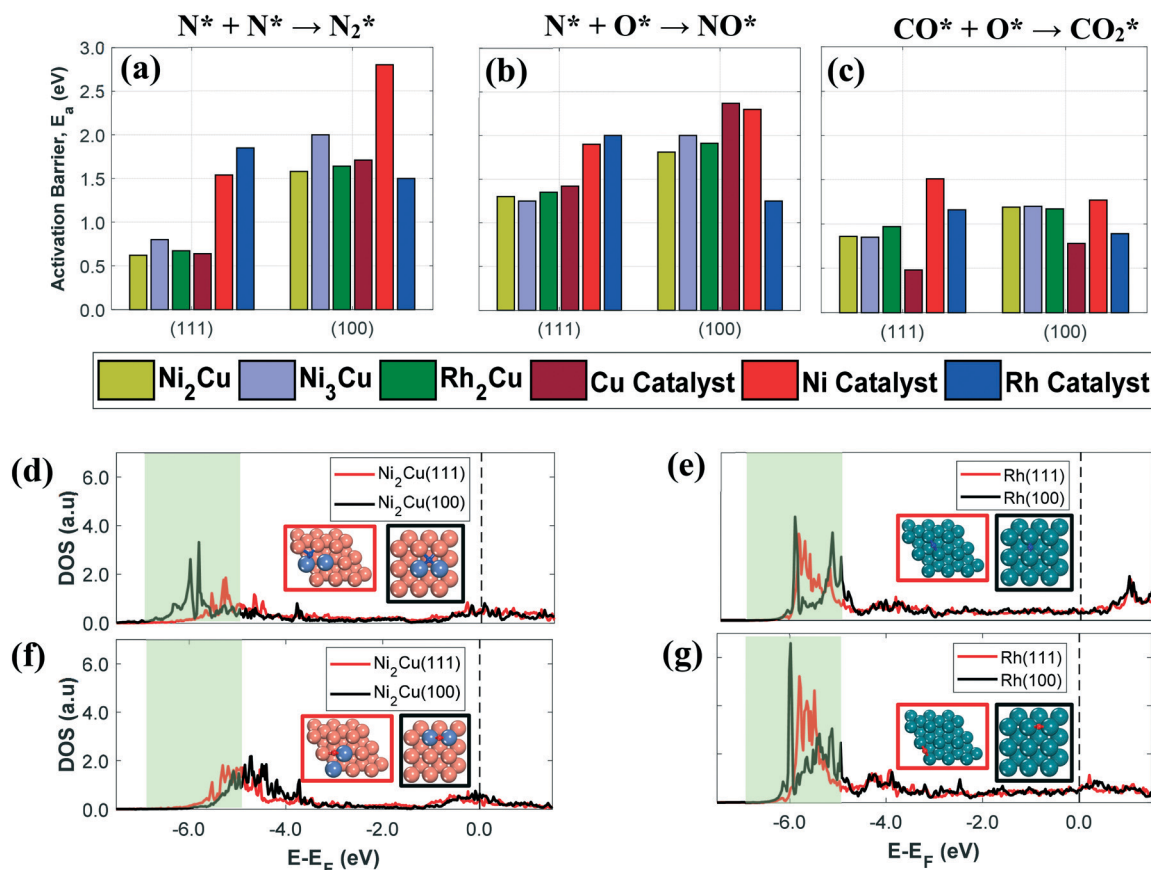 N* + N* → N₂*
N* + O* → NO*
CO* + O* → CO₂*
(a)
(b)
(c)
Activation Barrier, E_a (eV)
3.0
2.5
2.0
1.5
1.0
0.5
0.0
(111)
(100)
(111)
(100)
(111)
(100)
Ni₂Cu
Ni₃Cu
Rh₂Cu
Cu Catalyst
Ni Catalyst
Rh Catalyst
(d)
DOS (a.u)
6.0
4.0
2.0
0.0
Ni₂Cu(111)
Ni₂Cu(100)
(e)
Rh(111)
Rh(100)
(f)
DOS (a.u)
6.0
4.0
2.0
0.0
Ni₂Cu(111)
Ni₂Cu(100)
-6.0
-4.0
-2.0
0.0
E-E_F (eV)
(g)
Rh(111)
Rh(100)
-6.0
-4.0
-2.0
0.0
E-E_F (eV)